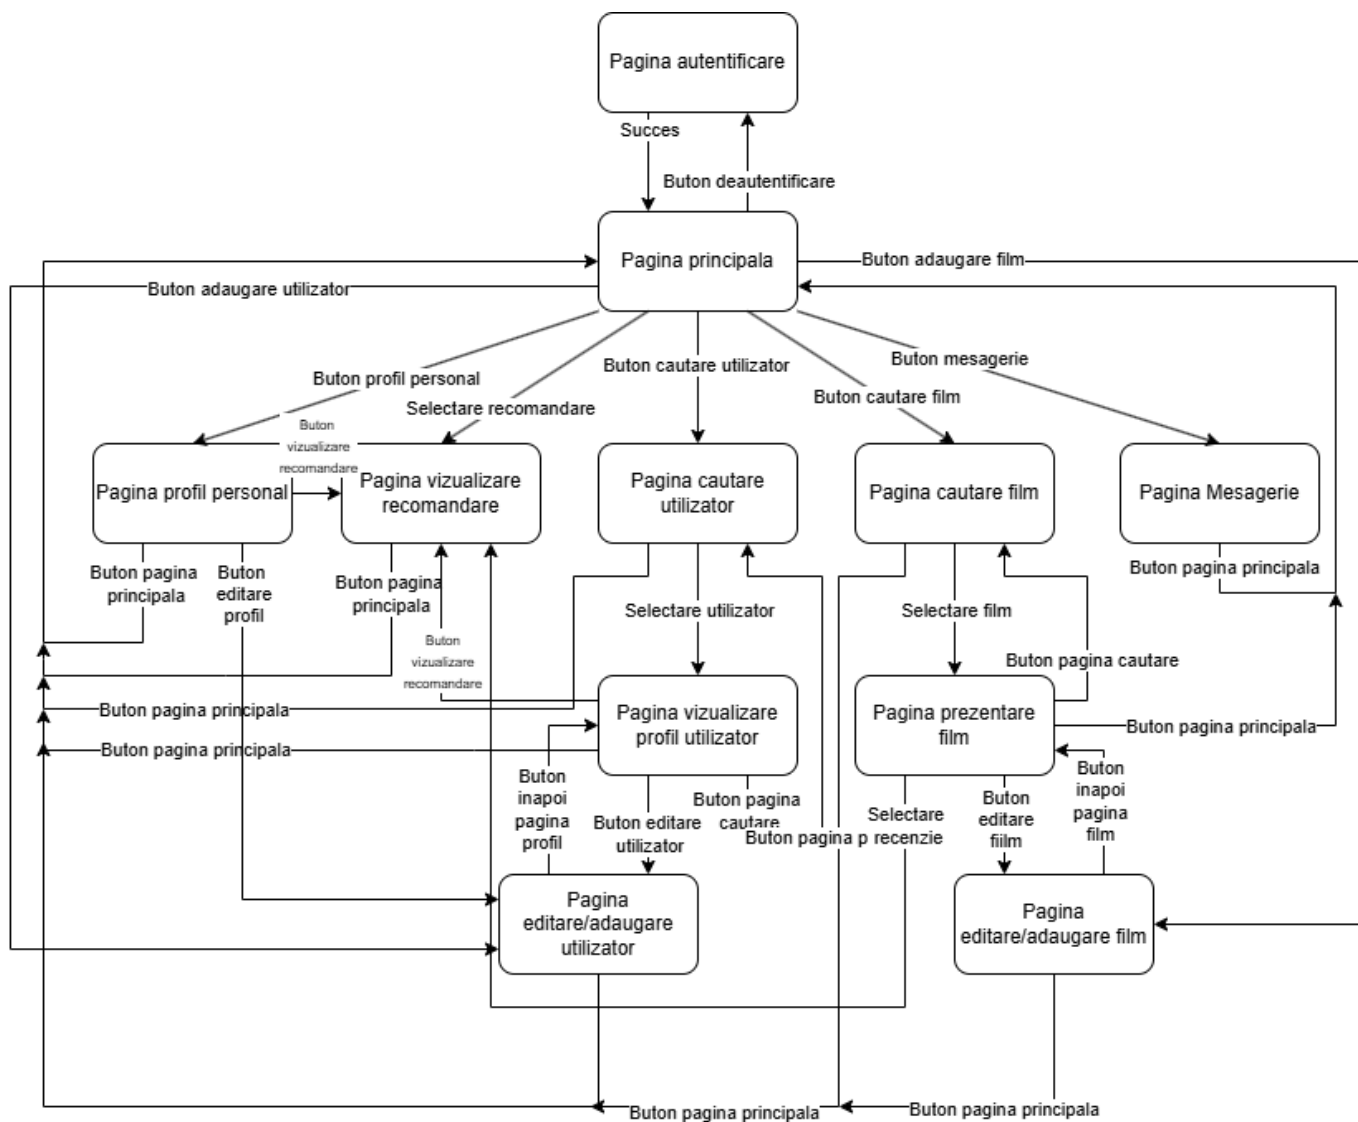 Pagina autentificare
Succes
Buton deautentificare
Pagina principala
Buton adaugare film
Buton adaugare utilizator
Buton mesagerie
Buton cautare utilizator
Buton profil personal
Buton cautare film
Selectare recomandare
Buton
vizualizare
recomandare
Pagina profil personal
Pagina vizualizare
recomandare
Pagina cautare
utilizator
Pagina cautare film
Pagina Mesagerie
Buton pagina
principala
Buton
editare
profil
Buton pagina
principala
Buton pagina principala
Selectare utilizator
Selectare film
Buton
vizualizare
recomandare
Buton pagina cautare
Buton pagina principala
Pagina vizualizare
profil utilizator
Pagina prezentare
film
Buton pagina principala
Buton pagina principala
Buton
inapoi
pagina
profil
Buton editare
utilizator
Buton pagina
cautare
Buton pagina p
Selectare
recenzie
Buton
editare
fiilm
Buton
inapoi
pagina
film
Pagina
editare/adaugare
utilizator
Pagina
editare/adaugare film
Buton pagina principala
Buton pagina principala